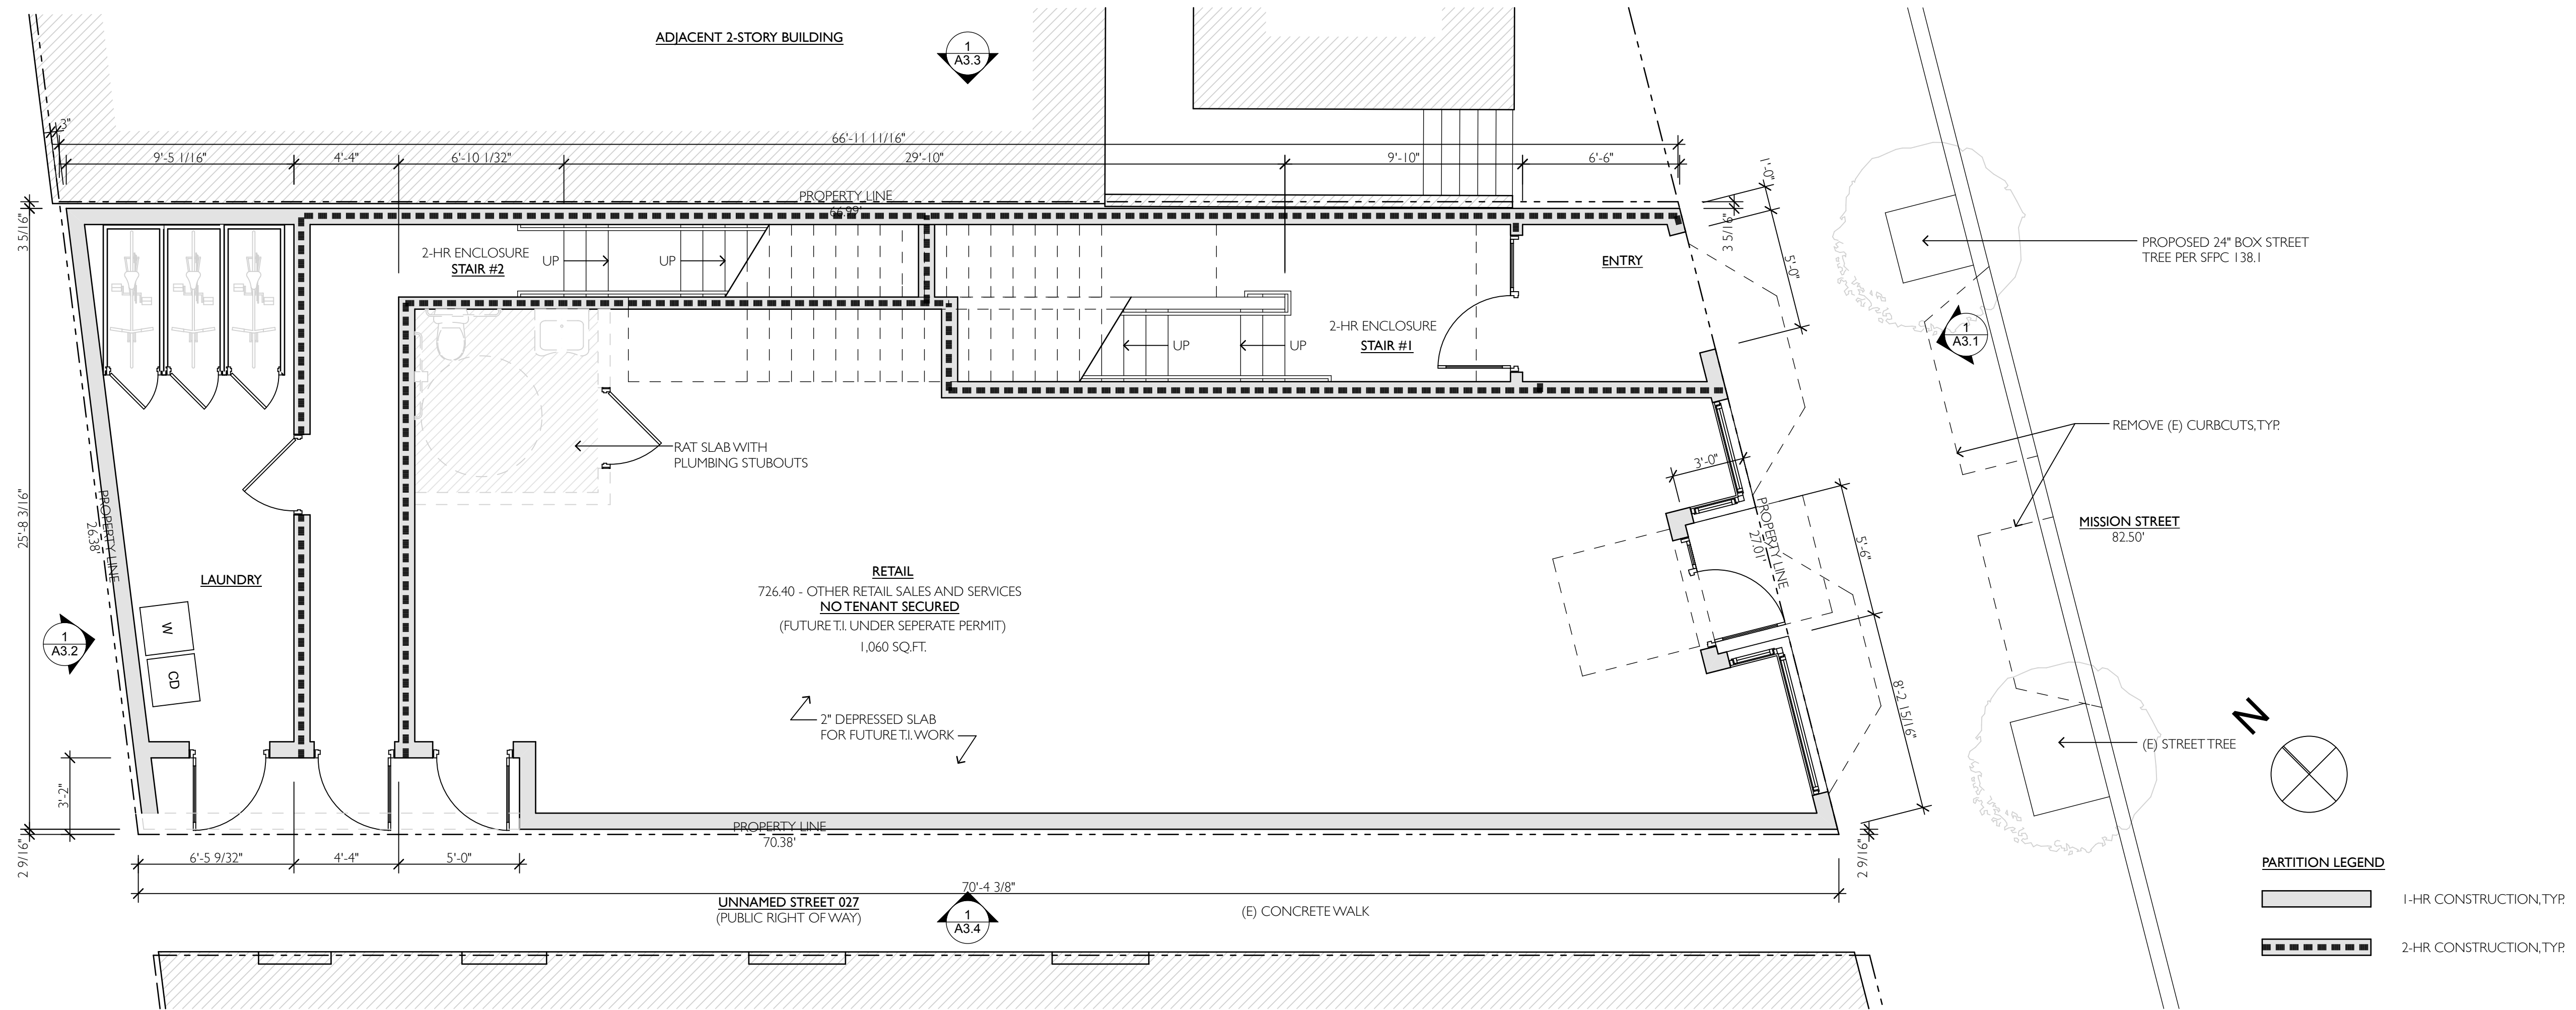 ADJACENT 2-STORY BUILDING
1
A3.3
3"
66'-11 11/16"
9'-5 1/16"
4'-4"
6'-10 1/32"
29'-10"
9'-10"
6'-6"
1'-0"
PROPERTY LINE
66.99'
3 5/16"
3 5/16"
5'-0"
2-HR ENCLOSURE
STAIR #2
UP
UP
ENTRY
2-HR ENCLOSURE
STAIR #1
UP
UP
PROPOSED 24" BOX STREET
TREE PER SFPC 138.1
1
A3.1
REMOVE (E) CURBCUTS, TYP.
RAT SLAB WITH
PLUMBING STUBOUTS
3'-0"
25'-8 3/16"
PROPERTY LINE
26.38'
PROPERTY LINE
27.01'
5'-6"
MISSION STREET
82.50'
LAUNDRY
RETAIL
726.40 - OTHER RETAIL SALES AND SERVICES
NO TENANT SECURED
(FUTURE T.I. UNDER SEPERATE PERMIT)
1,060 SQ.FT.
W
CD
1
A3.2
8'-2 15/16"
2" DEPRESSED SLAB
FOR FUTURE T.I. WORK
(E) STREET TREE
N
3'-2"
PROPERTY LINE
70.38'
2 9/16"
2 9/16"
6'-5 9/32"
4'-4"
5'-0"
70'-4 3/8"
UNNAMED STREET 027
(PUBLIC RIGHT OF WAY)
1
A3.4
(E) CONCRETE WALK
PARTITION LEGEND
1-HR CONSTRUCTION, TYP.
2-HR CONSTRUCTION, TYP.